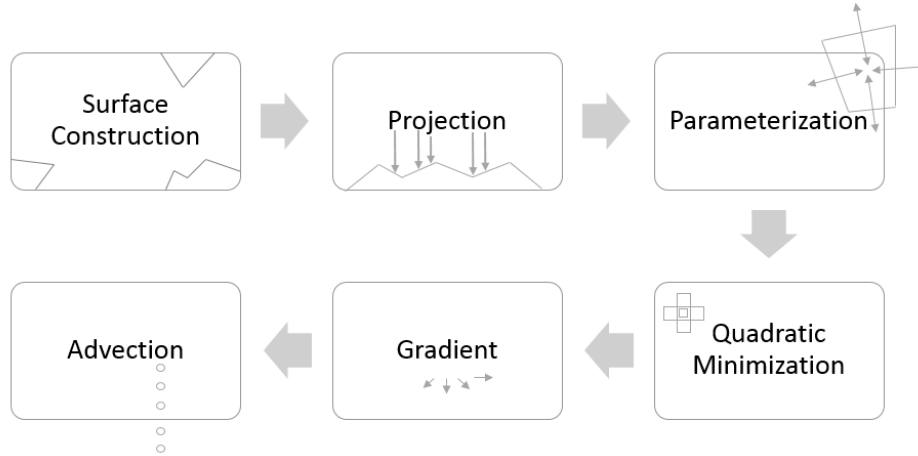 Surface
Construction
Projection
Parameterization
Quadratic
Minimization
Gradient
Advection